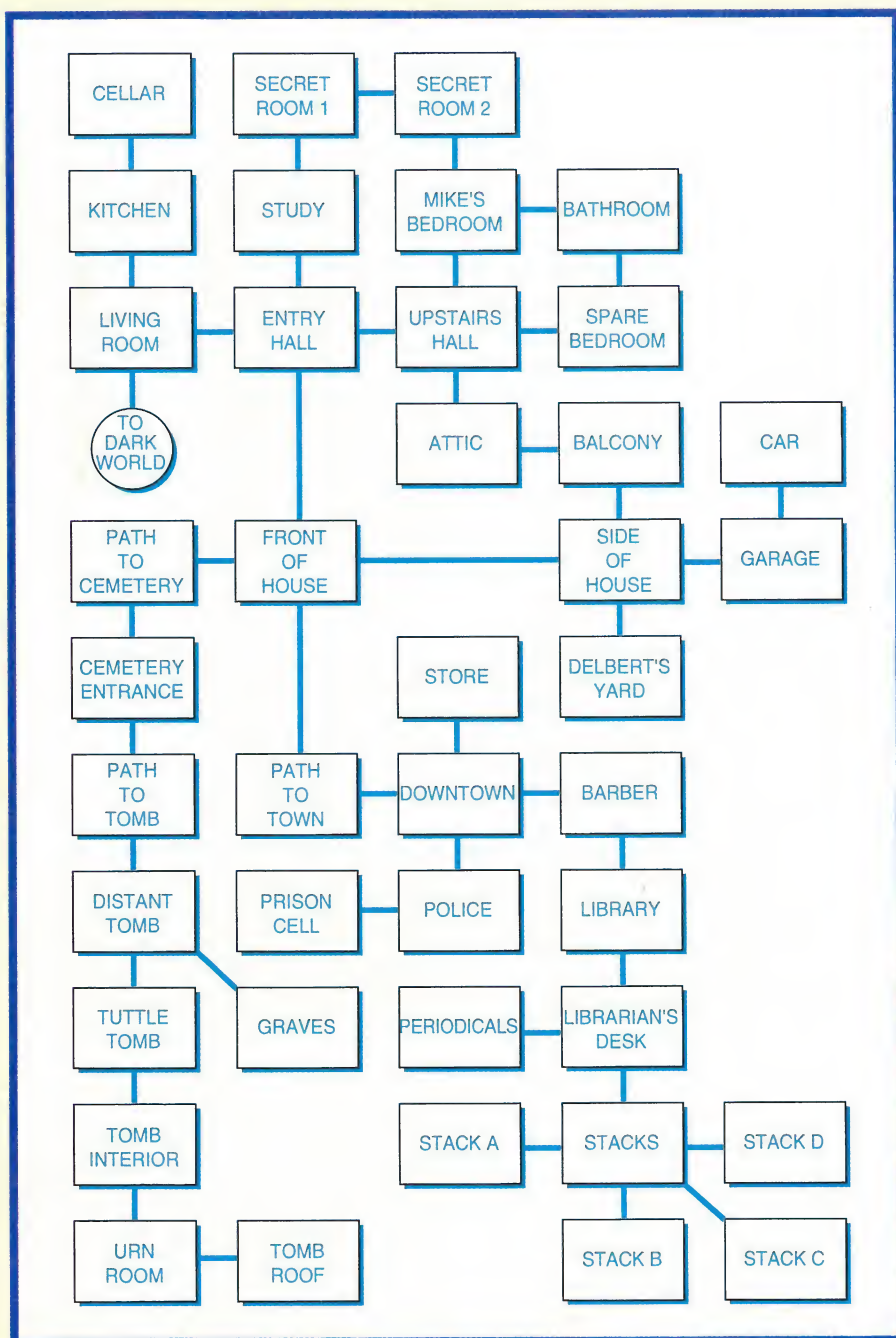 CELLAR
SECRET
ROOM 1
SECRET
ROOM 2
KITCHEN
STUDY
MIKE'S
BEDROOM
BATHROOM
LIVING
ROOM
ENTRY
HALL
UPSTAIRS
HALL
SPARE
BEDROOM
TO
DARK
WORLD
ATTIC
BALCONY
CAR
PATH
TO
CEMETERY
FRONT
OF
HOUSE
SIDE
OF
HOUSE
GARAGE
CEMETERY
ENTRANCE
STORE
DELBERT'S
YARD
PATH
TO
TOMB
PATH
TO
TOWN
DOWNTOWN
BARBER
DISTANT
TOMB
PRISON
CELL
POLICE
LIBRARY
TUTTLE
TOMB
GRAVES
PERIODICALS
LIBRARIAN'S
DESK
TOMB
INTERIOR
STACK A
STACKS
STACK D
URN
ROOM
TOMB
ROOF
STACK B
STACK C